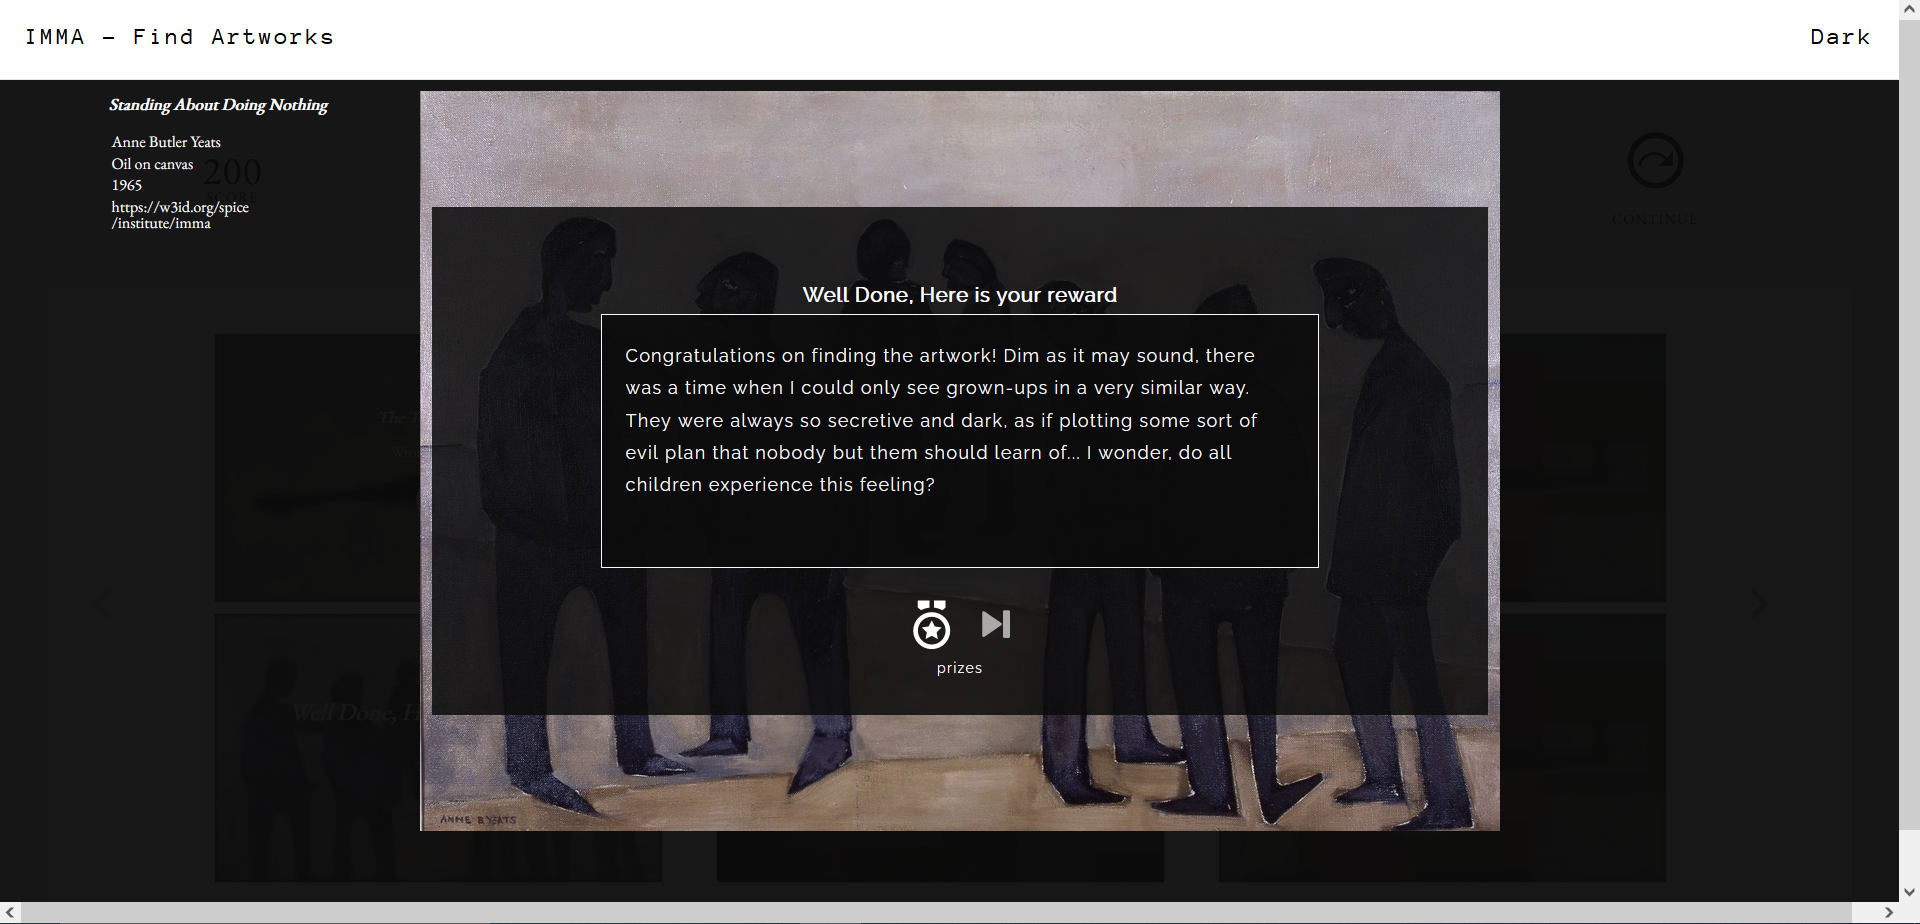 IMMA – Find Artworks
Dark
Standing About Doing Nothing
Anne Butler Yeats
Oil on canvas
1965
https://w3id.org/spice
/institute/imma
200
CONTINUE
Well Done, Here is your reward
Congratulations on finding the artwork! Dim as it may sound, there
was a time when I could only see grown-ups in a very similar way.
They were always so secretive and dark, as if plotting some sort of
evil plan that nobody but them should learn of... I wonder, do all
children experience this feeling?
prizes
Well Done, H
ANNE B YEATS